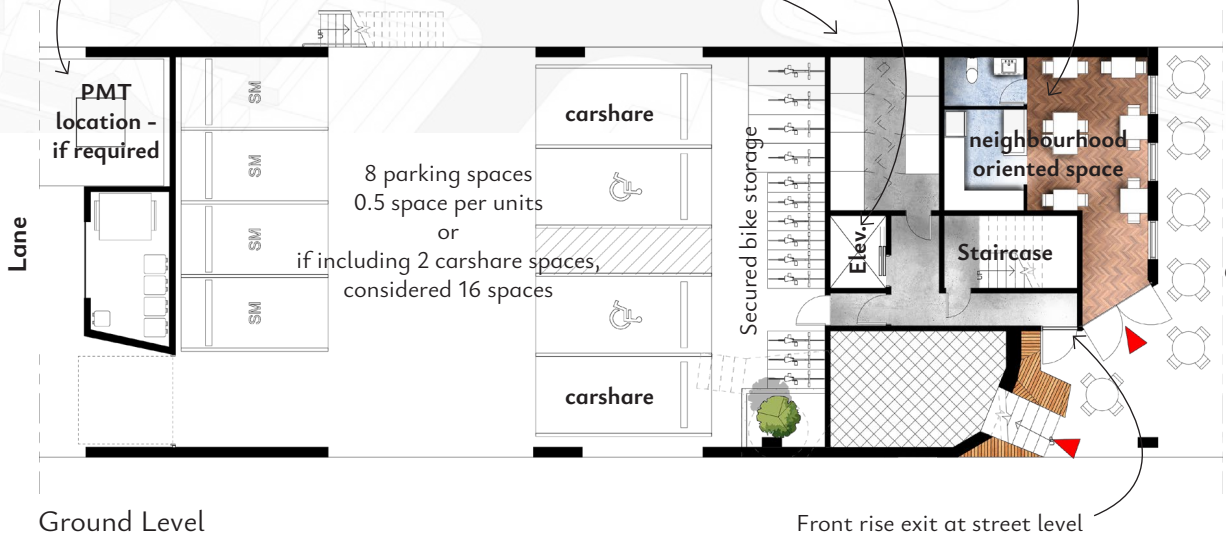 PMT
location -
if required
Lane
SM
SM
SM
SM
8 parking spaces
0.5 space per units
or
if including 2 carshare spaces,
considered 16 spaces
carshare
carshare
Secured bike storage
Elev.
Staircase
neighbourhood
oriented space
Ground Level
Front rise exit at street level